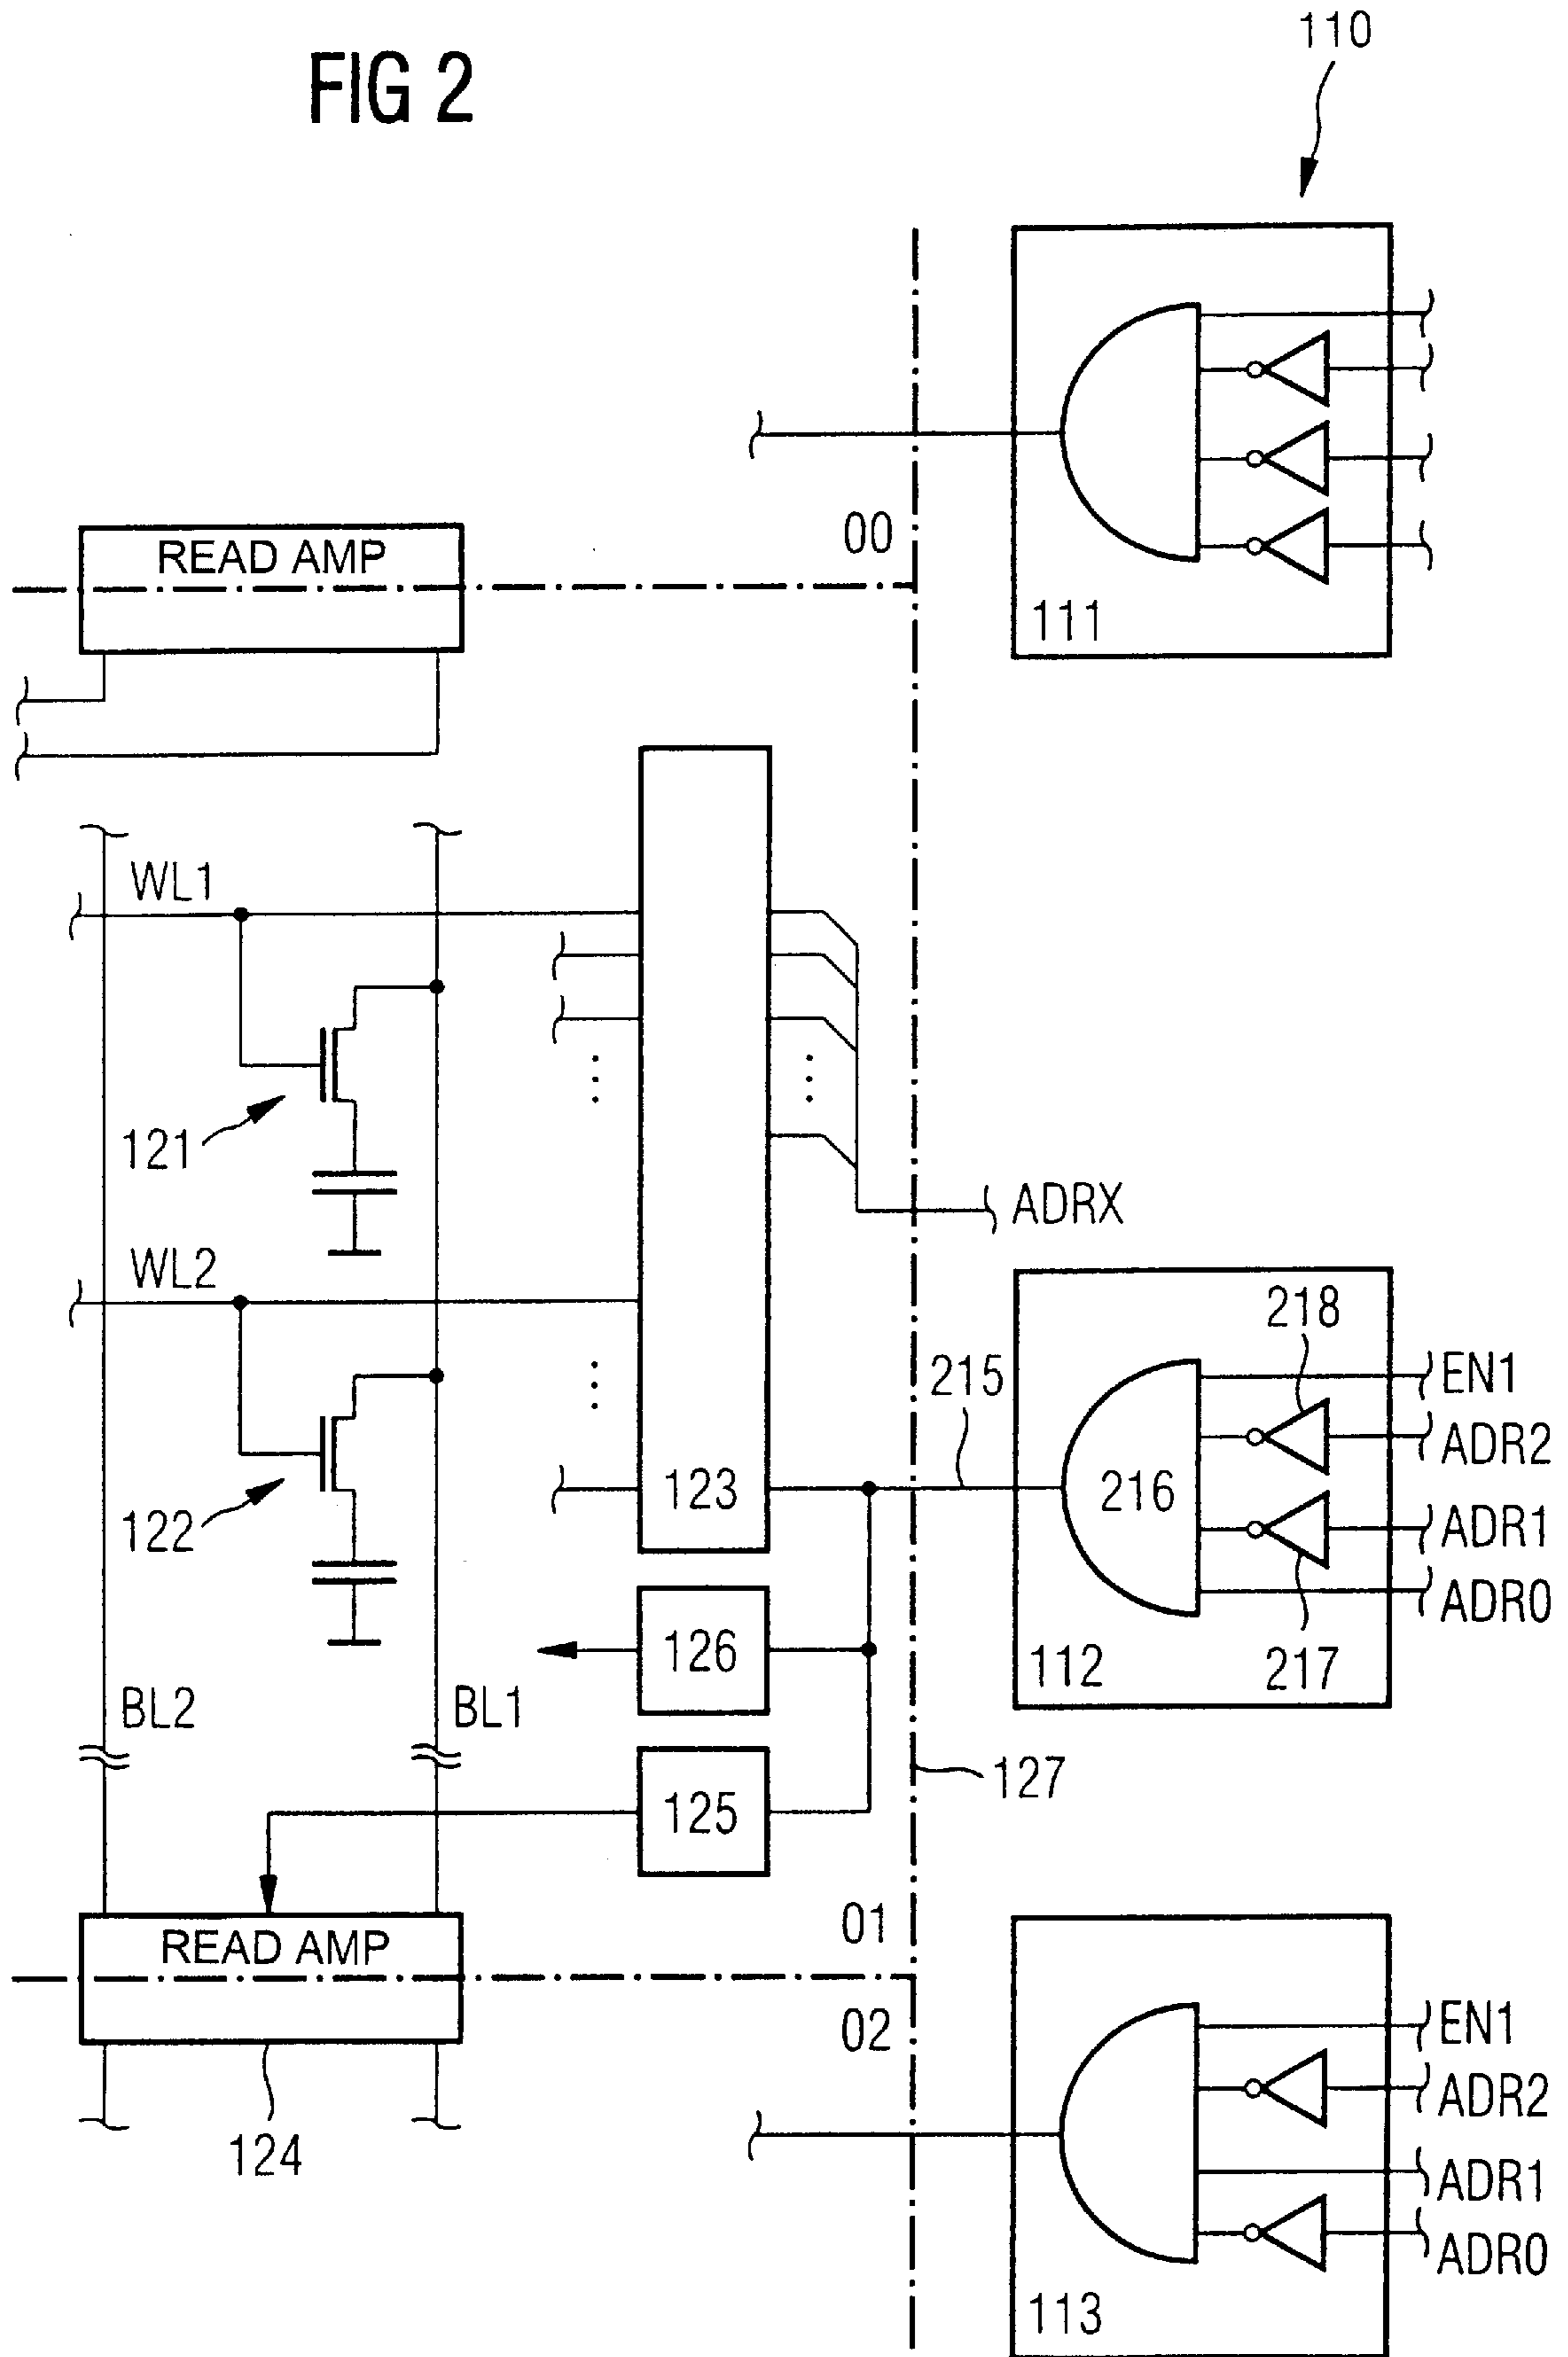 FIG 2
110
READ AMP
00
111
WL1
121
ADRX
WL2
218
215
EN1
ADR2
123
216
122
ADR1
ADR0
126
112
217
BL2
BL1
127
125
READ AMP
01
02
EN1
ADR2
124
ADR1
ADR0
113